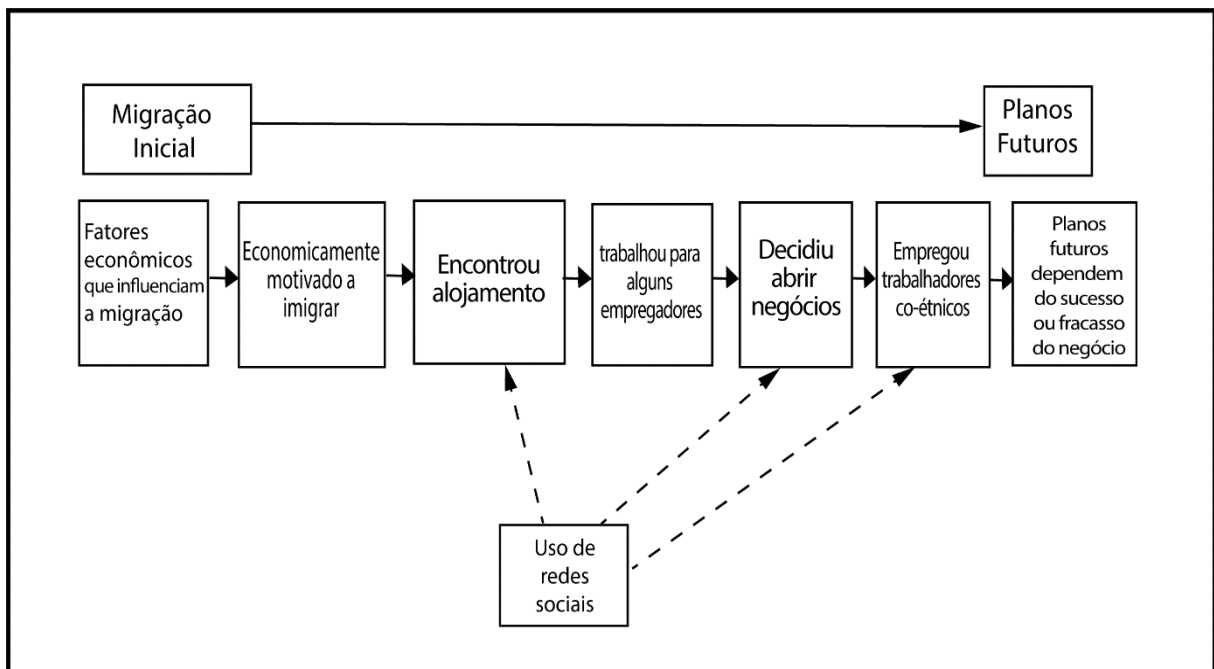 Migração
Inicial
Planos
Futuros
Fatores
econômicos
que influenciam
a migração
Economicamente
motivado a
imigrar
Encontrou
alojamento
trabalhou para
alguns
empregadores
Decidiu
abrir
negócios
Empregou
trabalhadores
co-étnicos
Planos
futuros
dependem
do sucesso
ou fracasso
do negócio
Uso de
redes
sociais